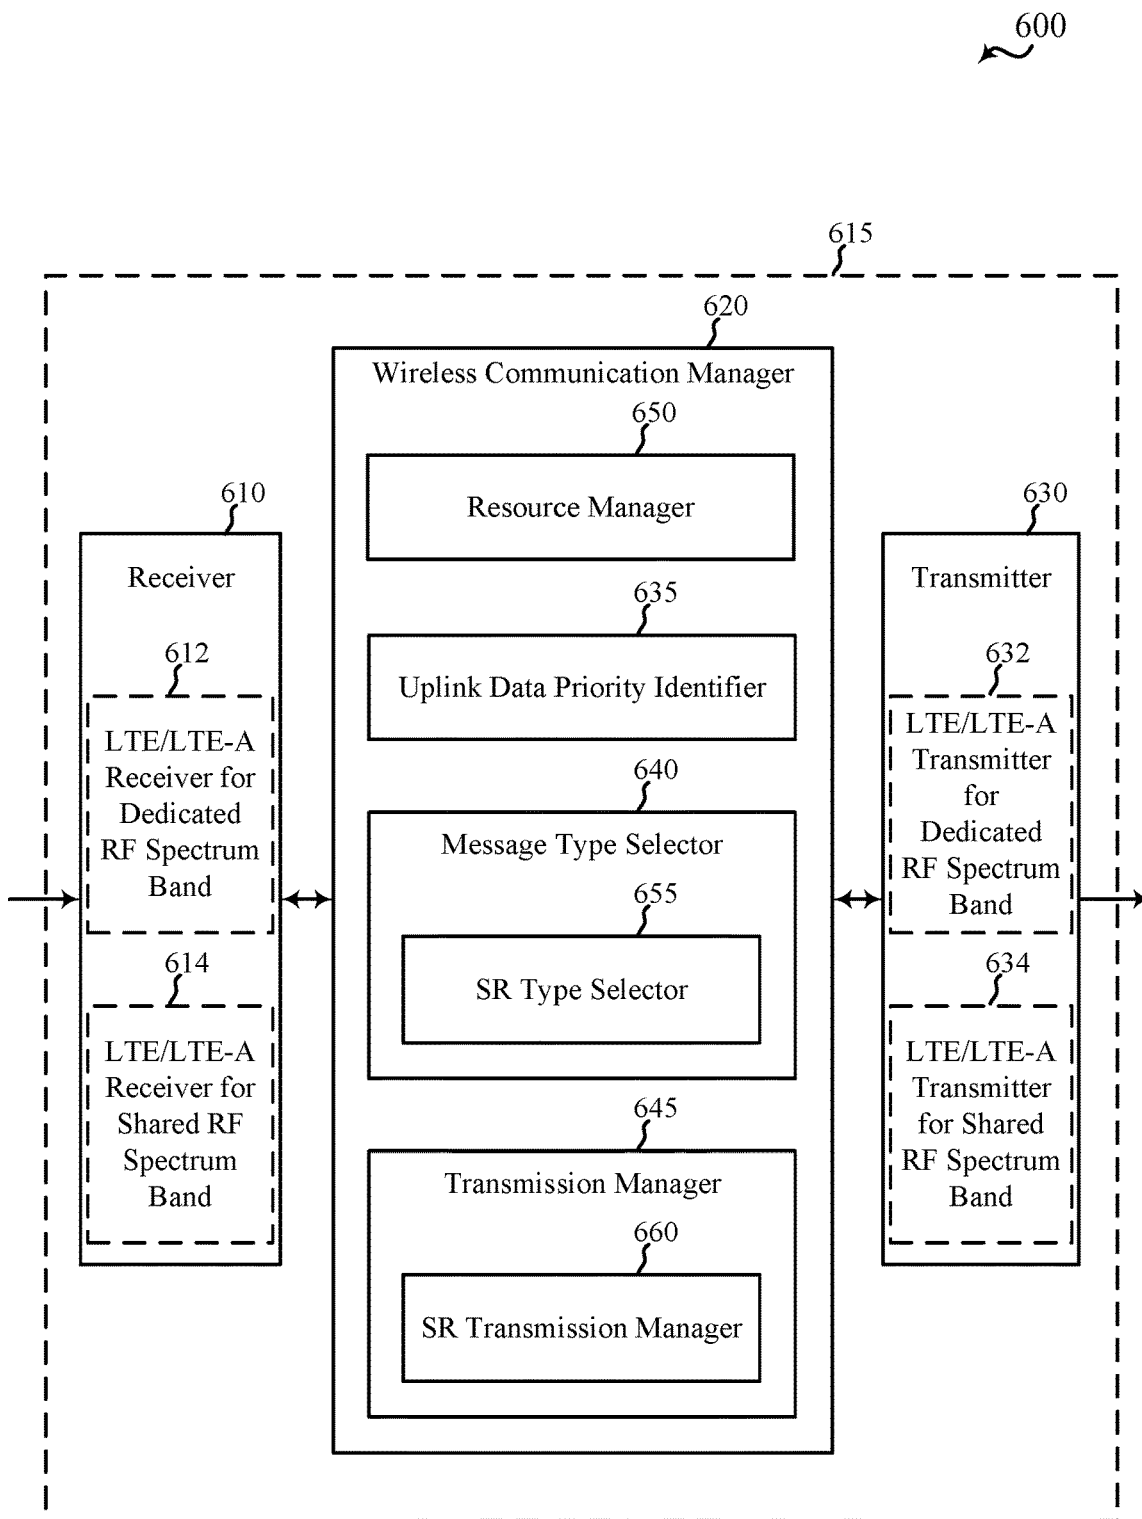 600
615
620
Wireless Communication Manager
650
Resource Manager
610
Receiver
630
Transmitter
635
Uplink Data Priority Identifier
612
LTE/LTE-A
Receiver for
Dedicated
RF Spectrum
Band
632
LTE/LTE-A
Transmitter
for
Dedicated
RF Spectrum
Band
640
Message Type Selector
655
SR Type Selector
614
LTE/LTE-A
Receiver for
Shared RF
Spectrum
Band
634
LTE/LTE-A
Transmitter
for Shared
RF Spectrum
Band
645
Transmission Manager
660
SR Transmission Manager